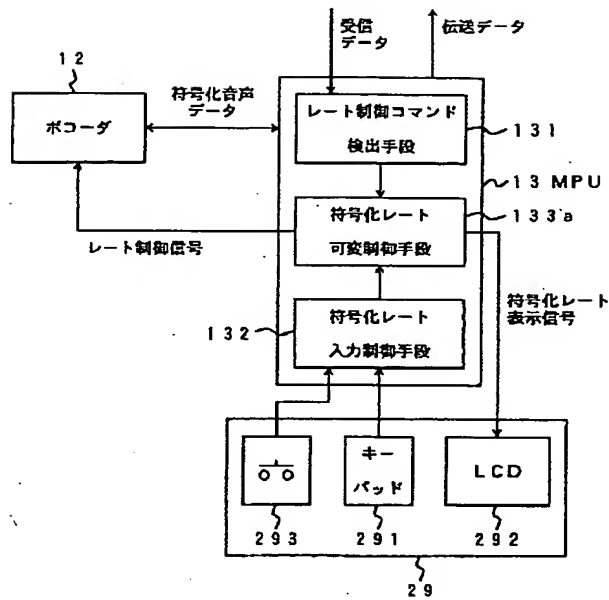 受信
データ
伝送データ
12
符号化音声
データ
ボコーダ
レート制御コマンド
検出手段
131
13 MPU
符号化レート
可変制御手段
133a
レート制御信号
符号化レート
表示信号
132
符号化レート
入力制御手段
キー
パッド
LCD
293
291
292
29